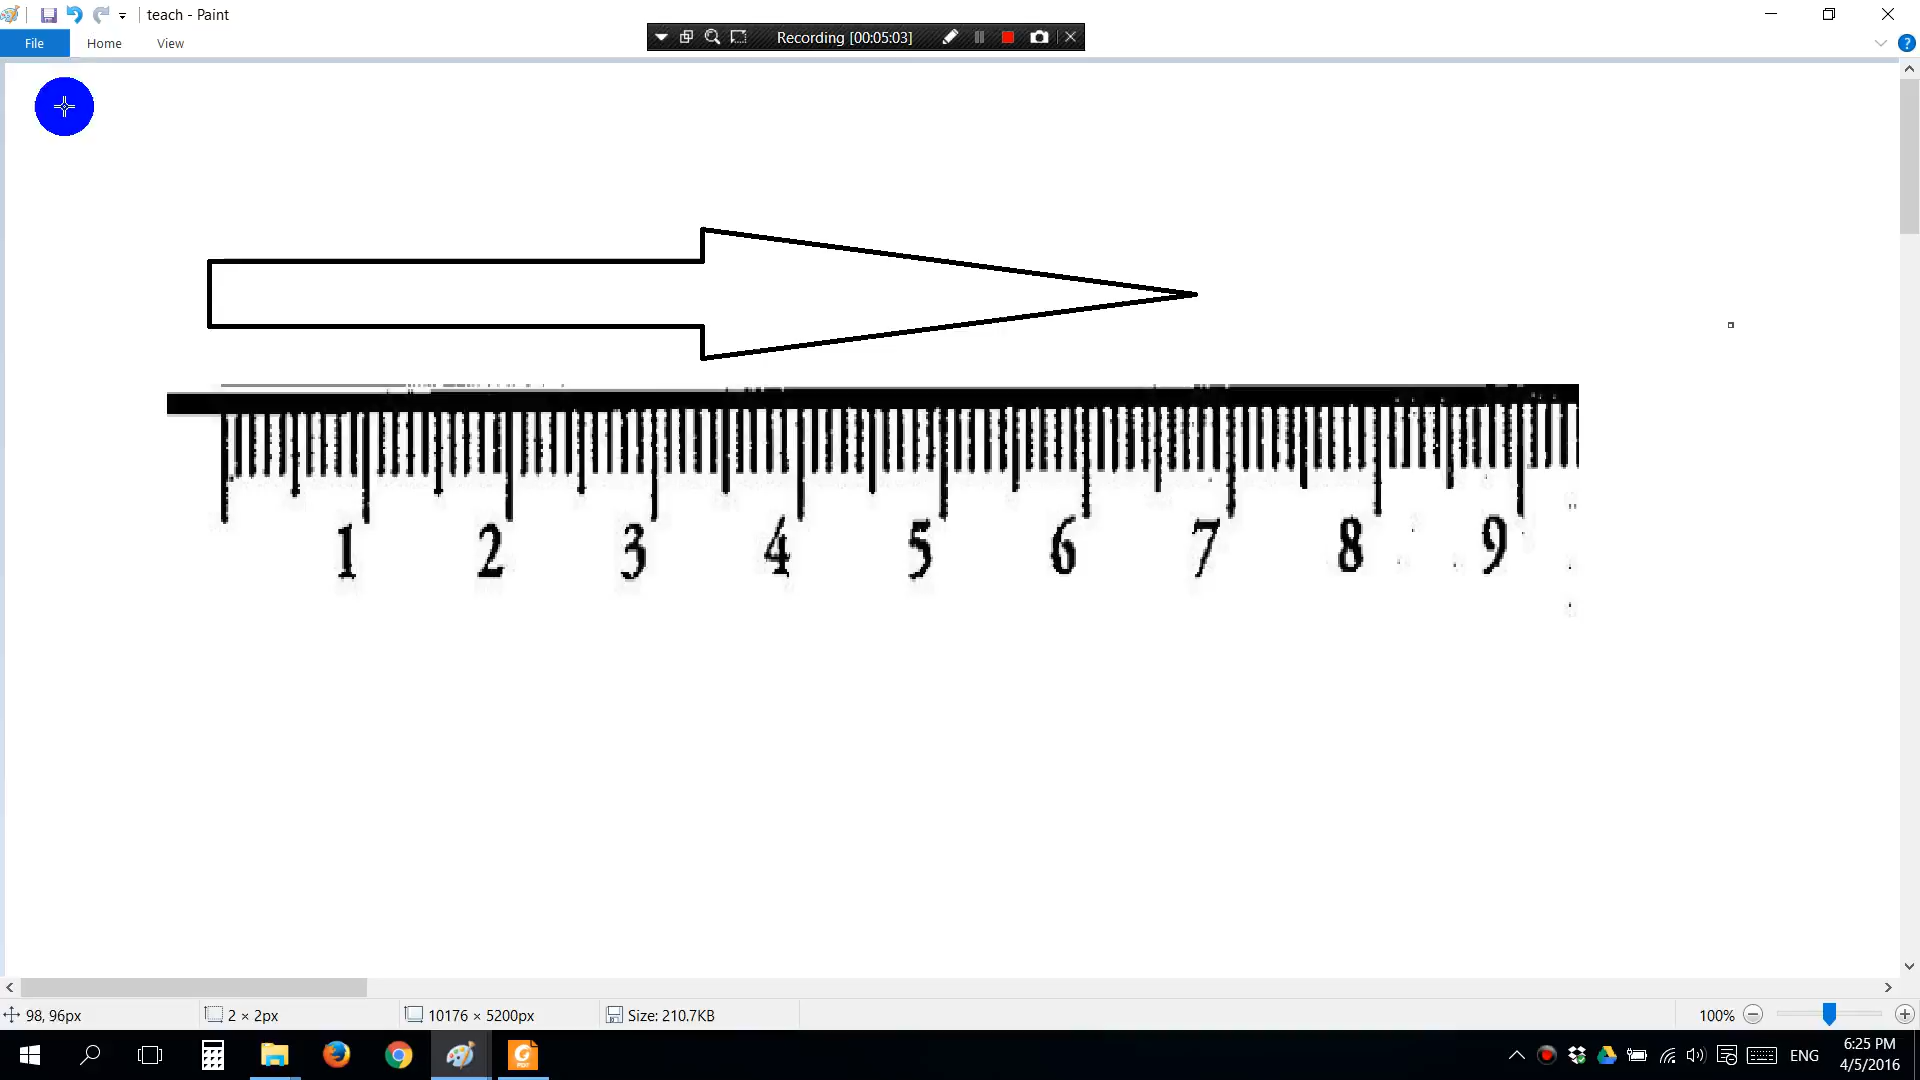 teach - Paint
File Home View
Recording [00:05:03]
1 2 3 4 5 6 7 8 9
98, 96px
2 × 2px
10176 × 5200px
Size: 210.7KB
100%
ENG
6:25 PM
4/5/2016